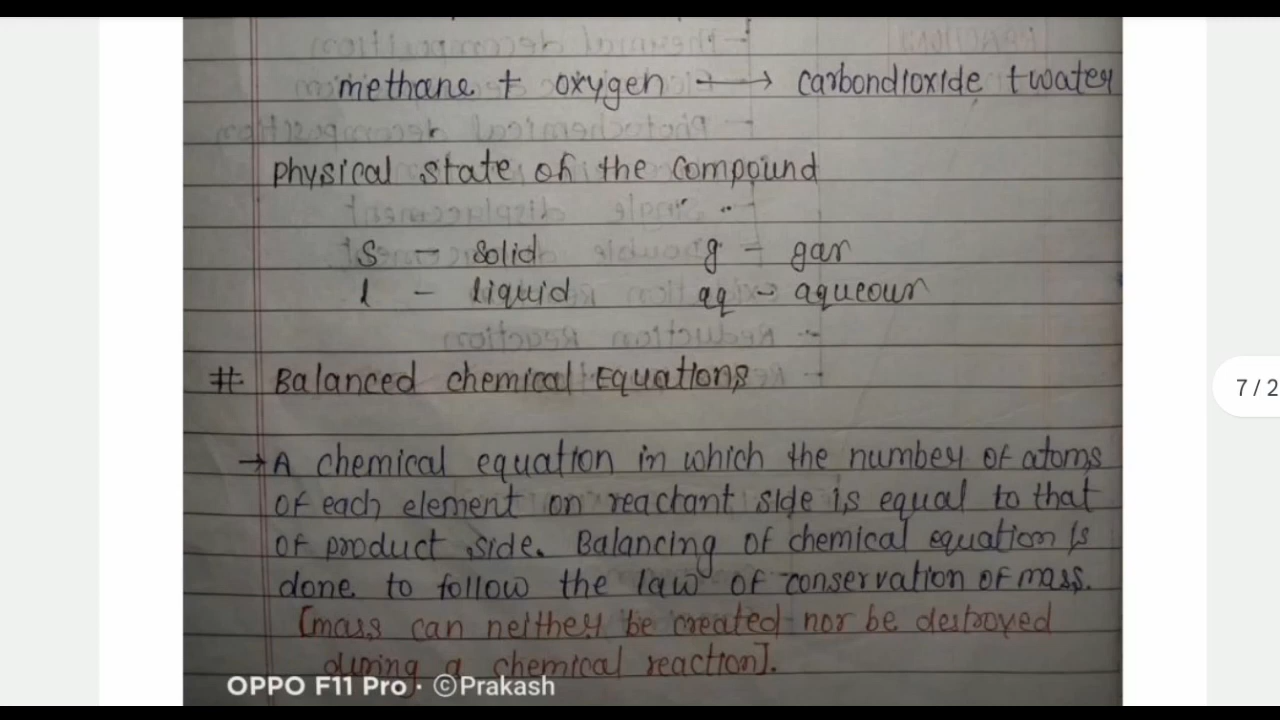 methane + oxygen → carbondioxide + water
Physical state of the compound
S - solid g - gas
l - liquid aq - aqueous
# Balanced chemical Equations
→ A chemical equation in which the number of atoms
of each element on reactant side is equal to that
of product side. Balancing of chemical equation is
done to follow the law of conservation of mass.
[mass can neither be created nor be destroyed
during a chemical reaction].
OPPO F11 Pro · ©Prakash
7 / 2